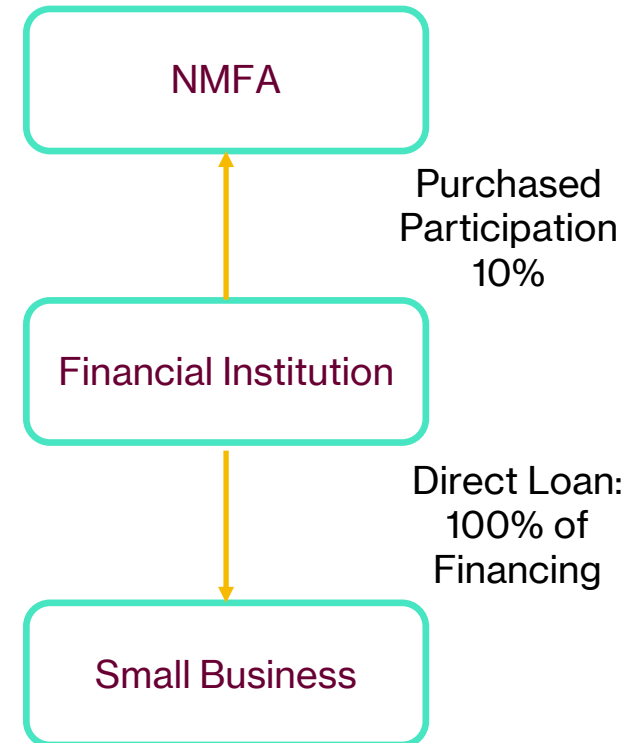 NMFA
Purchased
Participation
10%
Financial Institution
Direct Loan:
100% of
Financing
Small Business